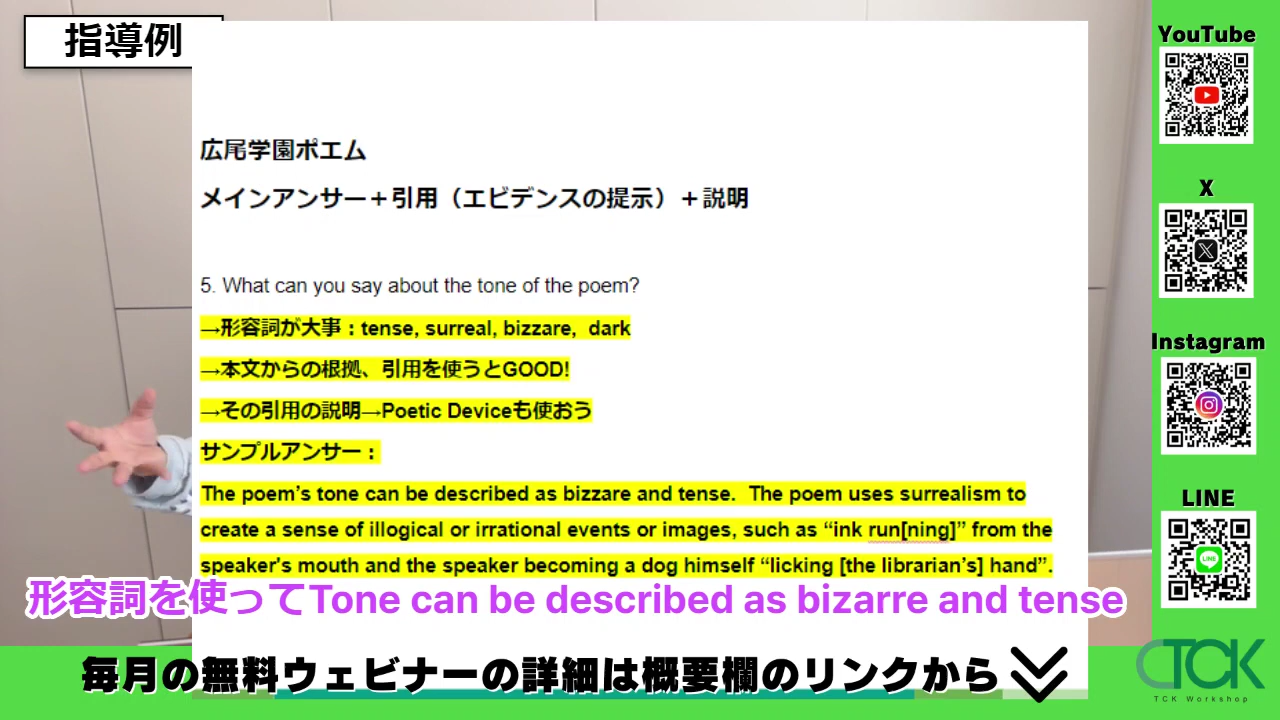 指導例
広尾学園ポエム
メインアンサー＋引用（エビデンスの提示）＋説明
5. What can you say about the tone of the poem?
→形容詞が大事：tense, surreal, bizzare,  dark
→本文からの根拠、引用を使うとGOOD!
→その引用の説明→Poetic Deviceも使おう
サンプルアンサー：
The poem's tone can be described as bizzare and tense.  The poem uses surrealism to
create a sense of illogical or irrational events or images, such as “ink run[ning]” from the
speaker's mouth and the speaker becoming a dog himself “licking [the librarian's] hand”.
形容詞を使ってTone can be described as bizarre and tense
毎月の無料ウェビナーの詳細は概要欄のリンクから
YouTube
X
Instagram
LINE
LINE
TCK
TCK Workshop